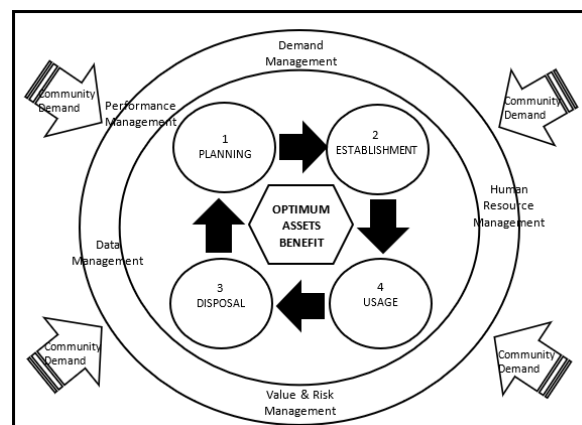 Demand
Management
Community
Demand
Community
Demand
Performance
Management
1
PLANNING
2
ESTABLISHMENT
OPTIMUM
ASSETS
BENEFIT
Human
Resource
Management
Data
Management
3
DISPOSAL
4
USAGE
Community
Demand
Community
Demand
Value & Risk
Management